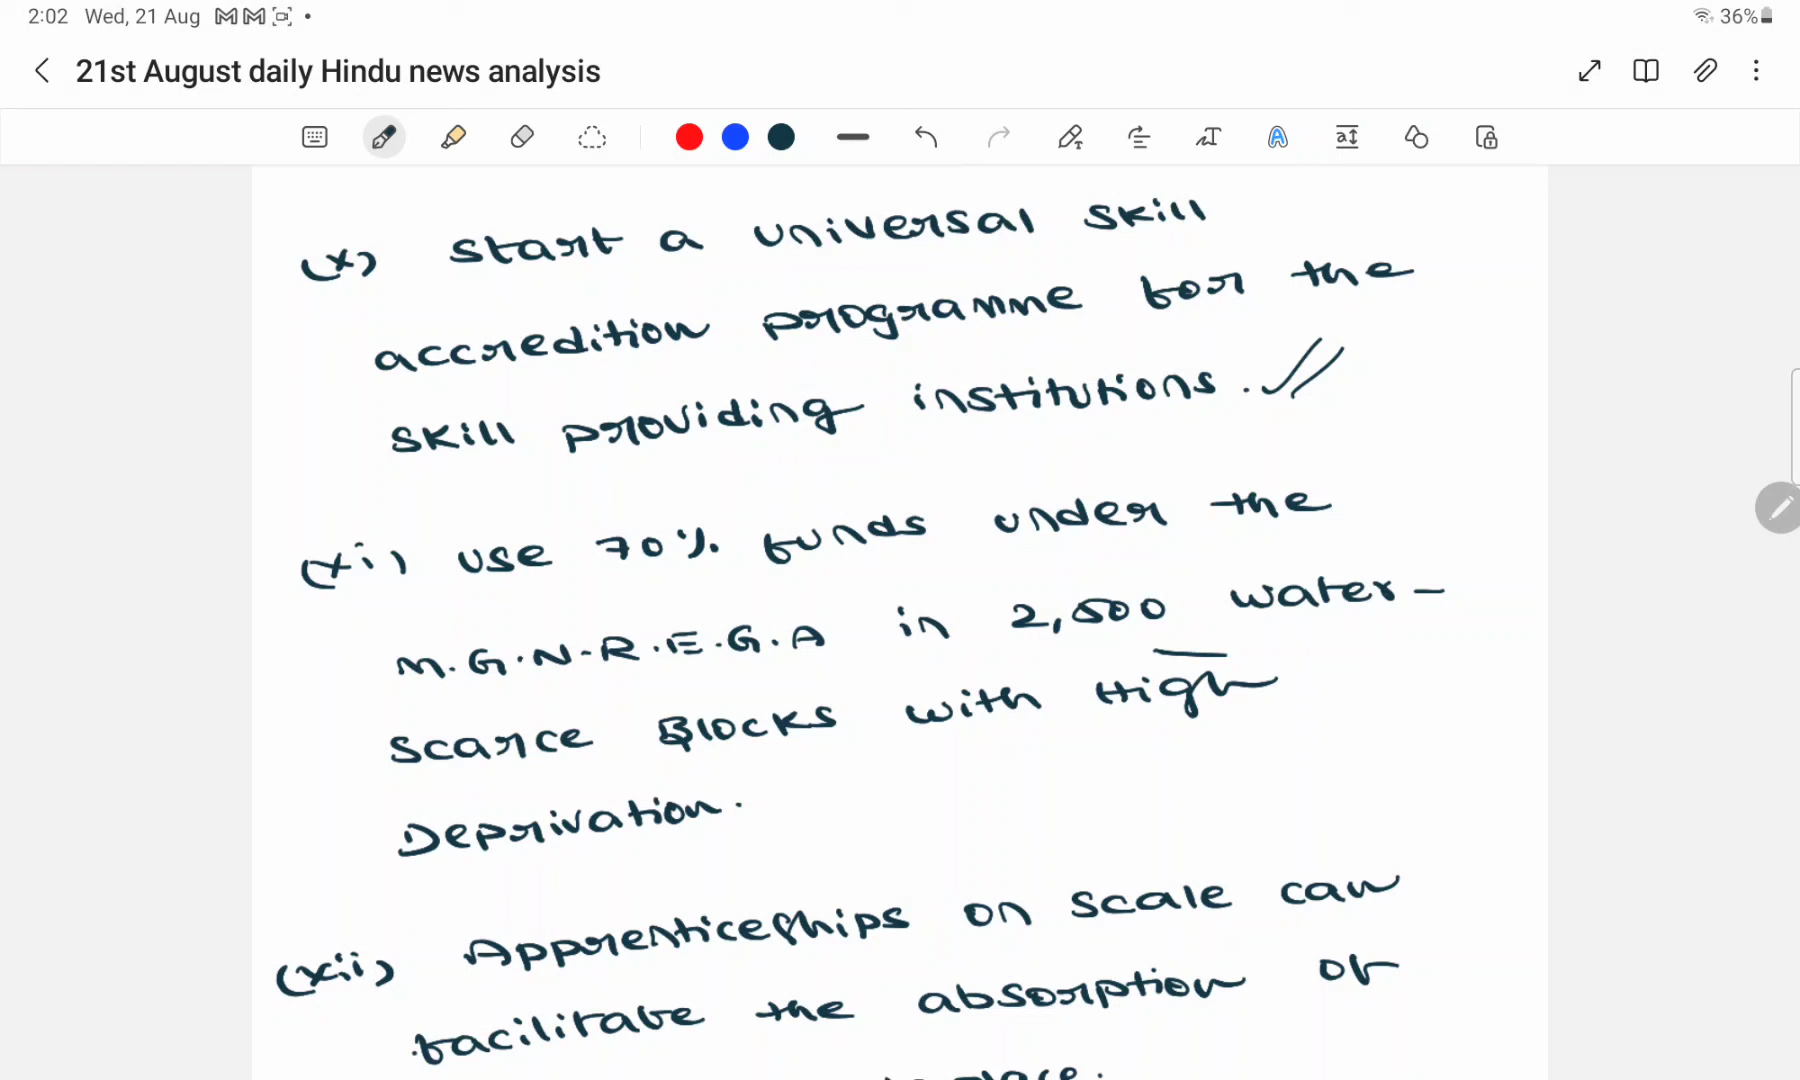 2:02 Wed, 21 Aug
36%
21st August daily Hindu news analysis
(x) Start a universal skill
accredition programme for the
skill providing institutions.
(xi) use 70% funds under the
M.G.N.R.E.G.A in 2,500 water-
scarce Blocks with High
Deprivation.
(xii) Apprenticeships on scale can
facilitate the absorption of